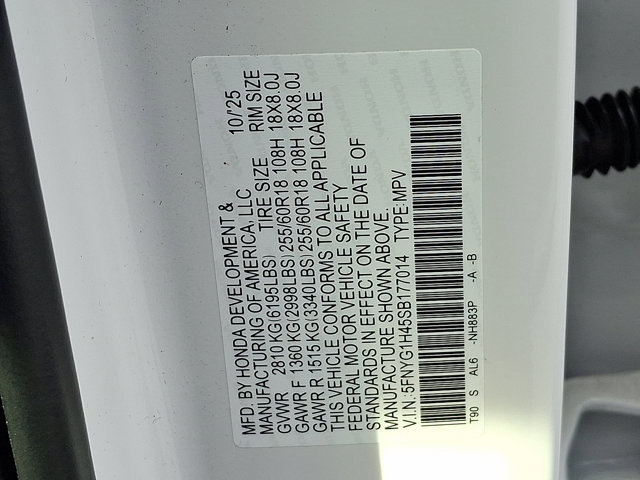 MFD. BY HONDA DEVELOPMENT &
MANUFACTURING OF AMERICA, LLC 10/25
GVWR 2810 KG(6195LBS) TIRE SIZE RIM SIZE
GAWR F 1360 KG(2998LBS) 255/60R18 108H 18X8.0J
GAWR R 1515 KG(3340LBS) 255/60R18 108H 18X8.0J
THIS VEHICLE CONFORMS TO ALL APPLICABLE
FEDERAL MOTOR VEHICLE SAFETY
STANDARDS IN EFFECT ON THE DATE OF
MANUFACTURE SHOWN ABOVE.
V.I.N.: 5FNYG1H45SB177014 TYPE: MPV
T90 S AL6 -NH883P -A -B